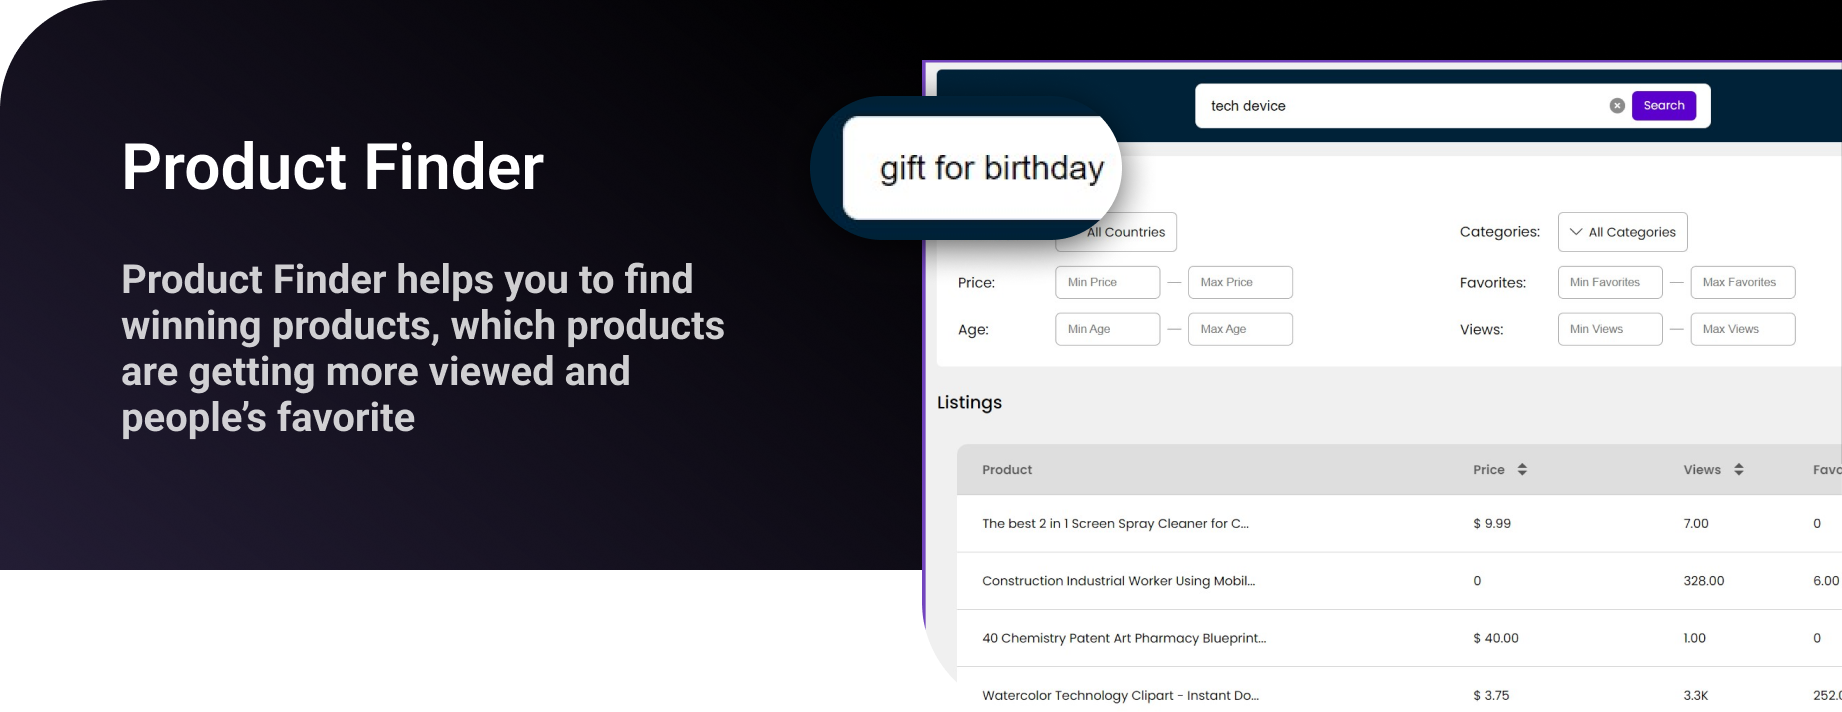 Product Finder
Product Finder helps you to find
winning products, which products
are getting more viewed and
people's favorite
tech device
Search
gift for birthday
All Countries
Categories:
All Categories
Price:
Min Price
Max Price
Favorites:
Min Favorites
Max Favorites
Age:
Min Age
Max Age
Views:
Min Views
Max Views
Listings
Product Price Views Favo
The best 2 in 1 Screen Spray Cleaner for C... $ 9.99 7.00 0
Construction Industrial Worker Using Mobil... 0 328.00 6.00
40 Chemistry Patent Art Pharmacy Blueprint... $ 40.00 1.00 0
Watercolor Technology Clipart - Instant Do... $ 3.75 3.3K 252.0